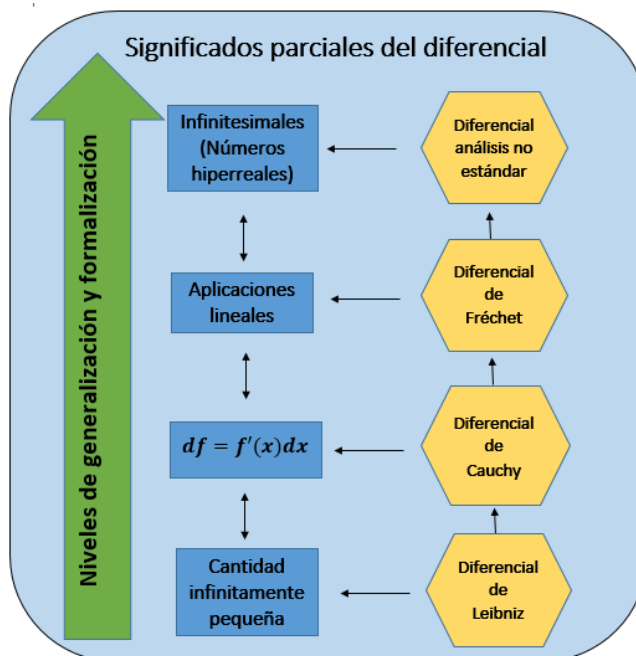 Significados parciales del diferencial
Niveles de generalización y formalización
Infinitesimales
(Números
hiperreales)
Diferencial
análisis no
estándar
Aplicaciones
lineales
Diferencial
de
Fréchet
df = f'(x)dx
Diferencial
de
Cauchy
Cantidad
infinitamente
pequeña
Diferencial
de
Leibniz